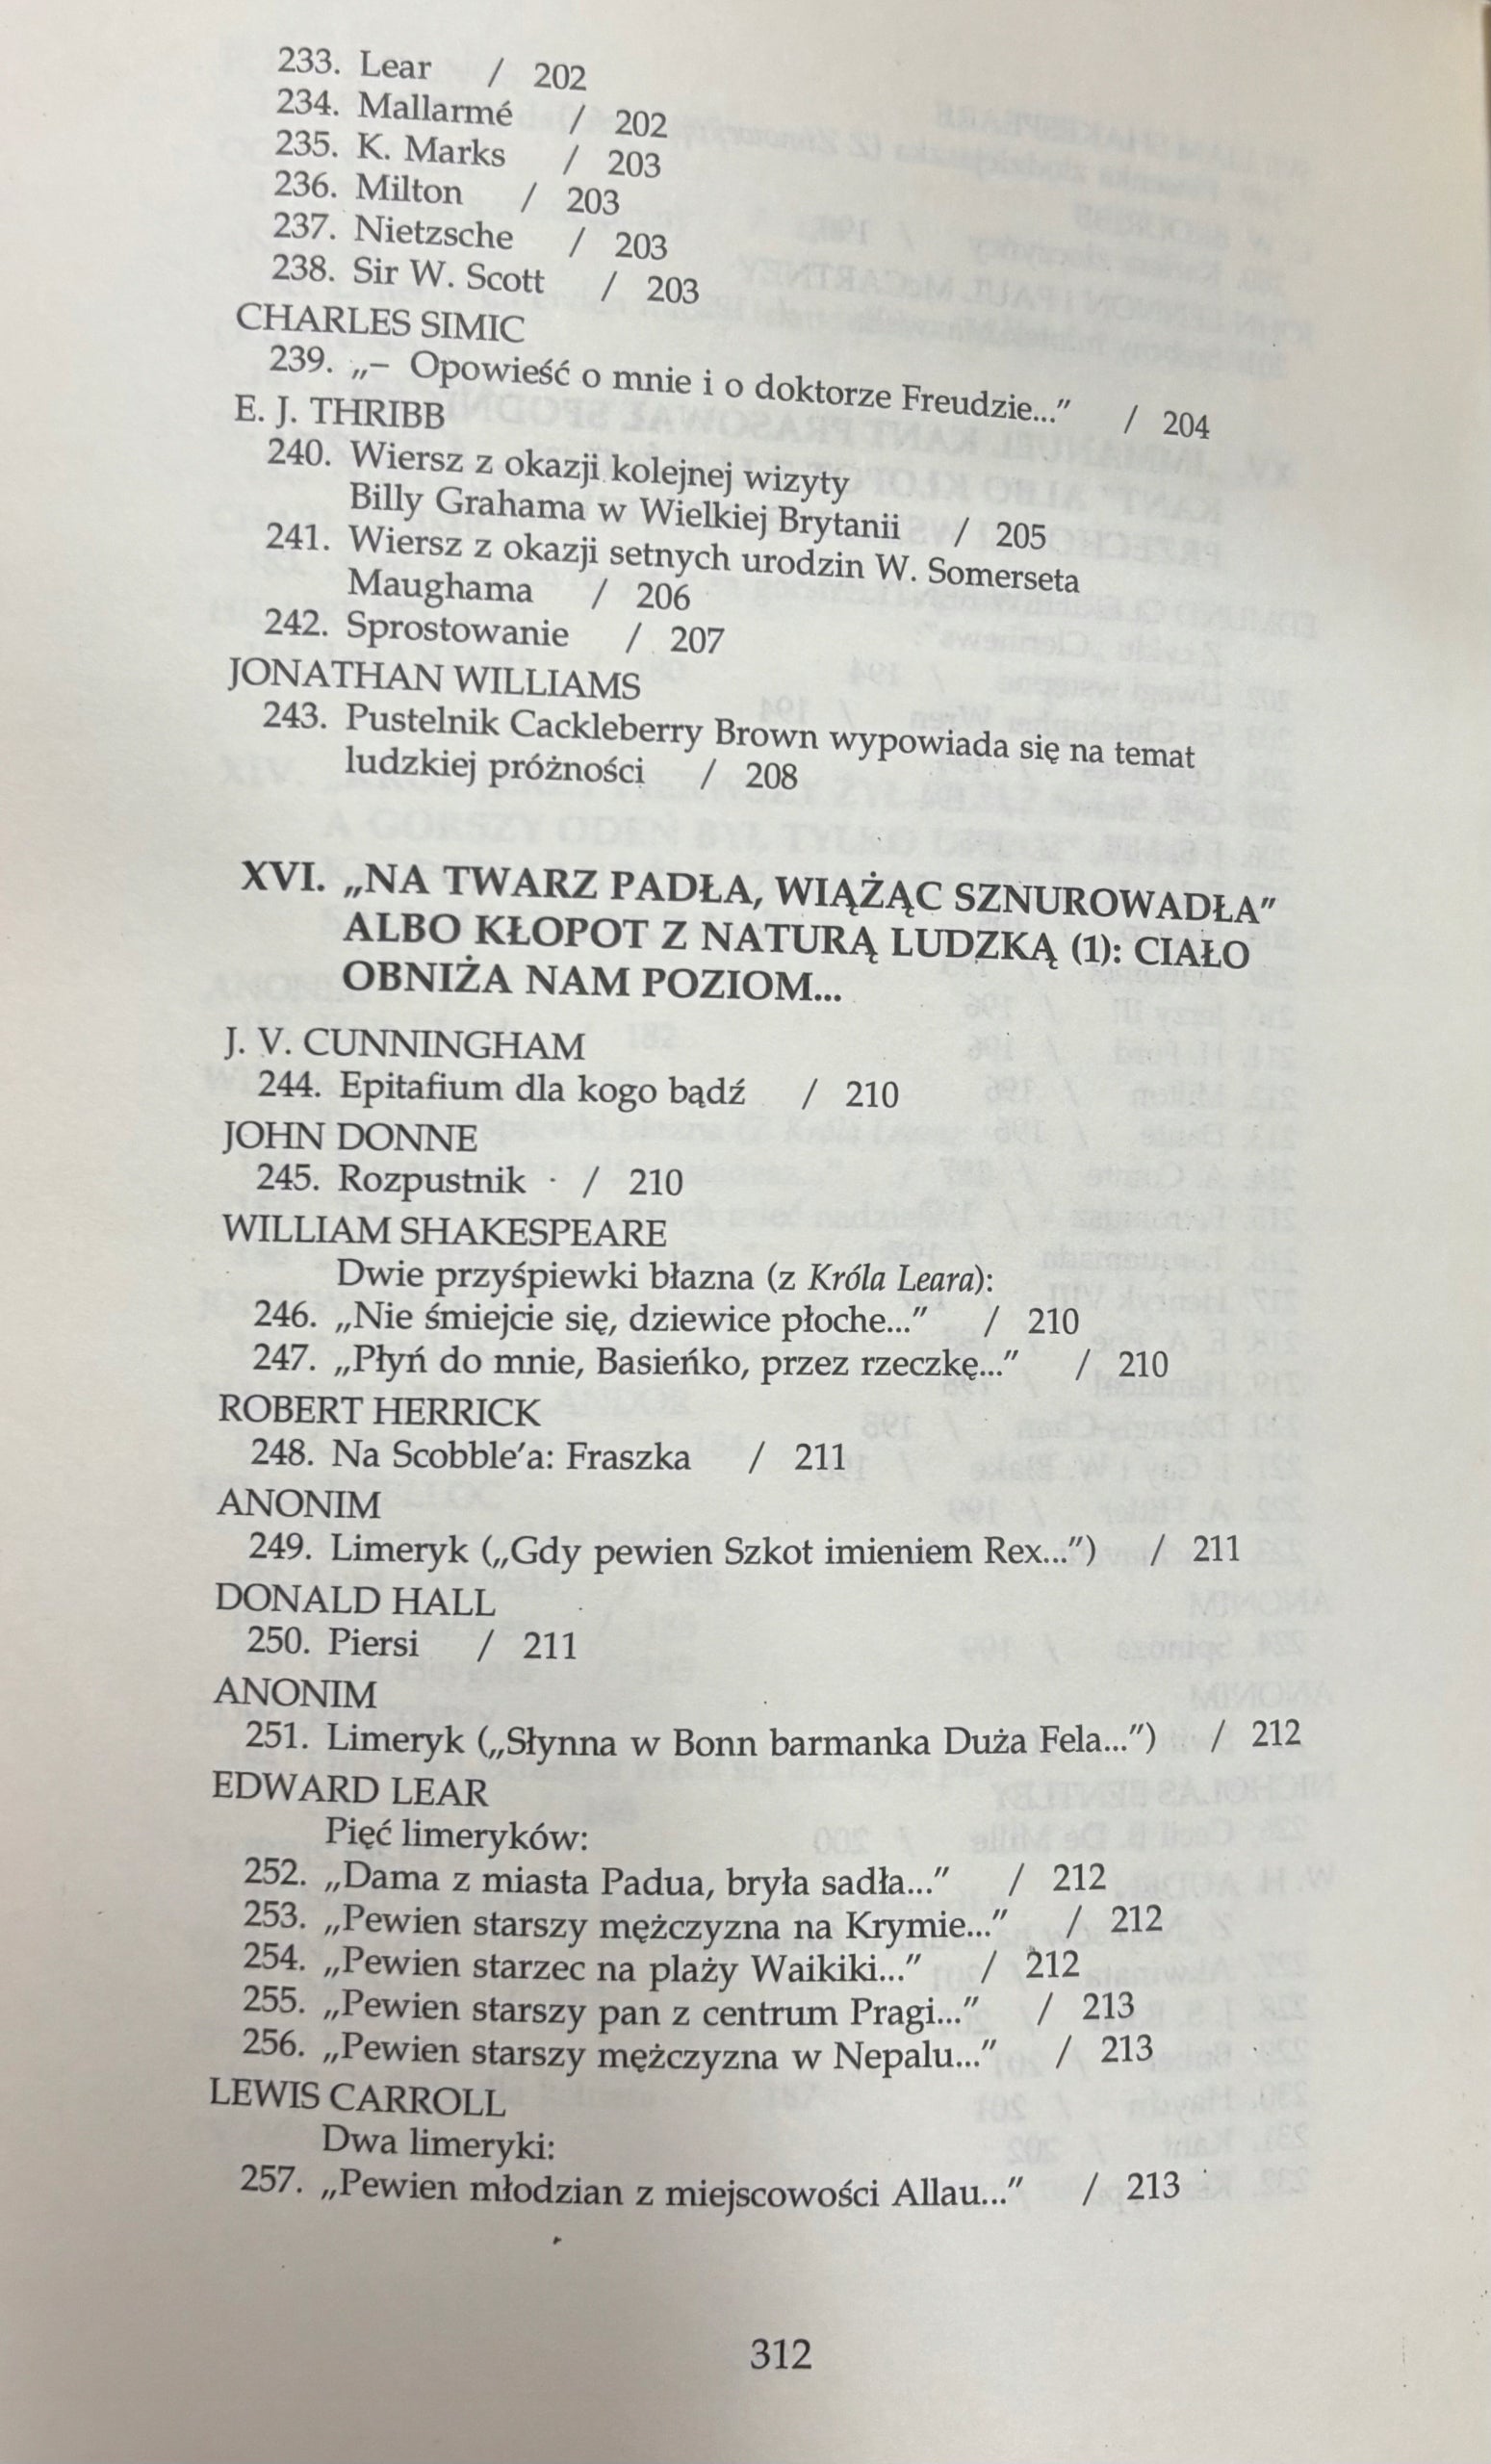 233. Lear / 202
234. Mallarmé / 202
235. K. Marks / 203
236. Milton / 203
237. Nietzsche / 203
238. Sir W. Scott / 203
CHARLES SIMIC
239. „– Opowieść o mnie i o doktorze Freudzie...” / 204
E. J. THRIBB
240. Wiersz z okazji kolejnej wizyty
Billy Grahama w Wielkiej Brytanii / 205
241. Wiersz z okazji setnych urodzin W. Somerseta
Maughama / 206
242. Sprostowanie / 207
JONATHAN WILLIAMS
243. Pustelnik Cackleberry Brown wypowiada się na temat
ludzkiej próżności / 208
XVI. „NA TWARZ PADŁA, WIĄŻĄC SZNUROWADŁA”
ALBO KŁOPOT Z NATURĄ LUDZKĄ (1): CIAŁO
OBNIŻA NAM POZIOM...
J. V. CUNNINGHAM
244. Epitafium dla kogo bądź / 210
JOHN DONNE
245. Rozpustnik / 210
WILLIAM SHAKESPEARE
Dwie przyśpiewki błazna (z Króla Leara):
246. „Nie śmiejcie się, dziewice płoche...” / 210
247. „Płyń do mnie, Basieńko, przez rzeczkę...” / 210
ROBERT HERRICK
248. Na Scobble’a: Fraszka / 211
ANONIM
249. Limeryk („Gdy pewien Szkot imieniem Rex...”) / 211
DONALD HALL
250. Piersi / 211
ANONIM
251. Limeryk („Słynna w Bonn barmanka Duża Fela...”) / 212
EDWARD LEAR
Pięć limeryków:
252. „Dama z miasta Padua, bryła sadła...” / 212
253. „Pewien starszy mężczyzna na Krymie...” / 212
254. „Pewien starzec na plaży Waikiki...” / 212
255. „Pewien starszy pan z centrum Pragi...” / 213
256. „Pewien starszy mężczyzna w Nepalu...” / 213
LEWIS CARROLL
Dwa limeryki:
257. „Pewien młodzian z miejscowości Allau...” / 213
312